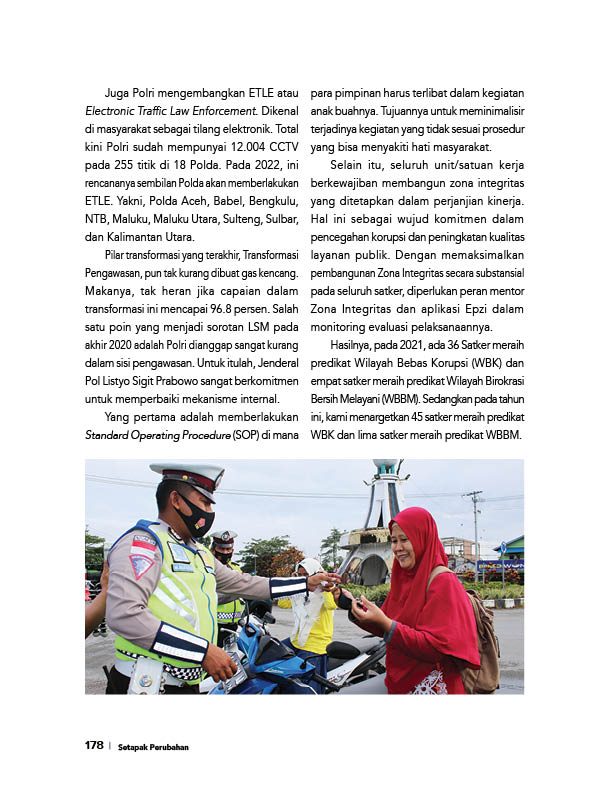 Juga Polri mengembangkan ETLE atau
Electronic Traffic Law Enforcement. Dikenal
di masyarakat sebagai tilang elektronik. Total
kini Polri sudah mempunyai 12.004 CCTV
pada 255 titik di 18 Polda. Pada 2022, ini
rencananya sembilan Polda akan memberlakukan
ETLE. Yakni, Polda Aceh, Babel, Bengkulu,
NTB, Maluku, Maluku Utara, Sulteng, Sulbar,
dan Kalimantan Utara.
Pilar transformasi yang terakhir, Transformasi
Pengawasan, pun tak kurang dibuat gas kencang.
Makanya, tak heran jika capaian dalam
transformasi ini mencapai 96.8 persen. Salah
satu poin yang menjadi sorotan LSM pada
akhir 2020 adalah Polri dianggap sangat kurang
dalam sisi pengawasan. Untuk itulah, Jenderal
Pol Listyo Sigit Prabowo sangat berkomitmen
untuk memperbaiki mekanisme internal.
Yang pertama adalah memberlakukan
Standard Operating Procedure (SOP) di mana
para pimpinan harus terlibat dalam kegiatan
anak buahnya. Tujuannya untuk meminimalisir
terjadinya kegiatan yang tidak sesuai prosedur
yang bisa menyakiti hati masyarakat.
Selain itu, seluruh unit/satuan kerja
berkewajiban membangun zona integritas
yang ditetapkan dalam perjanjian kinerja.
Hal ini sebagai wujud komitmen dalam
pencegahan korupsi dan peningkatan kualitas
layanan publik. Dengan memaksimalkan
pembangunan Zona Integritas secara substansial
pada seluruh satker, diperlukan peran mentor
Zona Integritas dan aplikasi Epzi dalam
monitoring evaluasi pelaksanaannya.
Hasilnya, pada 2021, ada 36 Satker meraih
predikat Wilayah Bebas Korupsi (WBK) dan
empat satker meraih predikat Wilayah Birokrasi
Bersih Melayani (WBBM). Sedangkan pada tahun
ini, kami menargetkan 45 satker meraih predikat
WBK dan lima satker meraih predikat WBBM.
178 | Setapak Perubahan